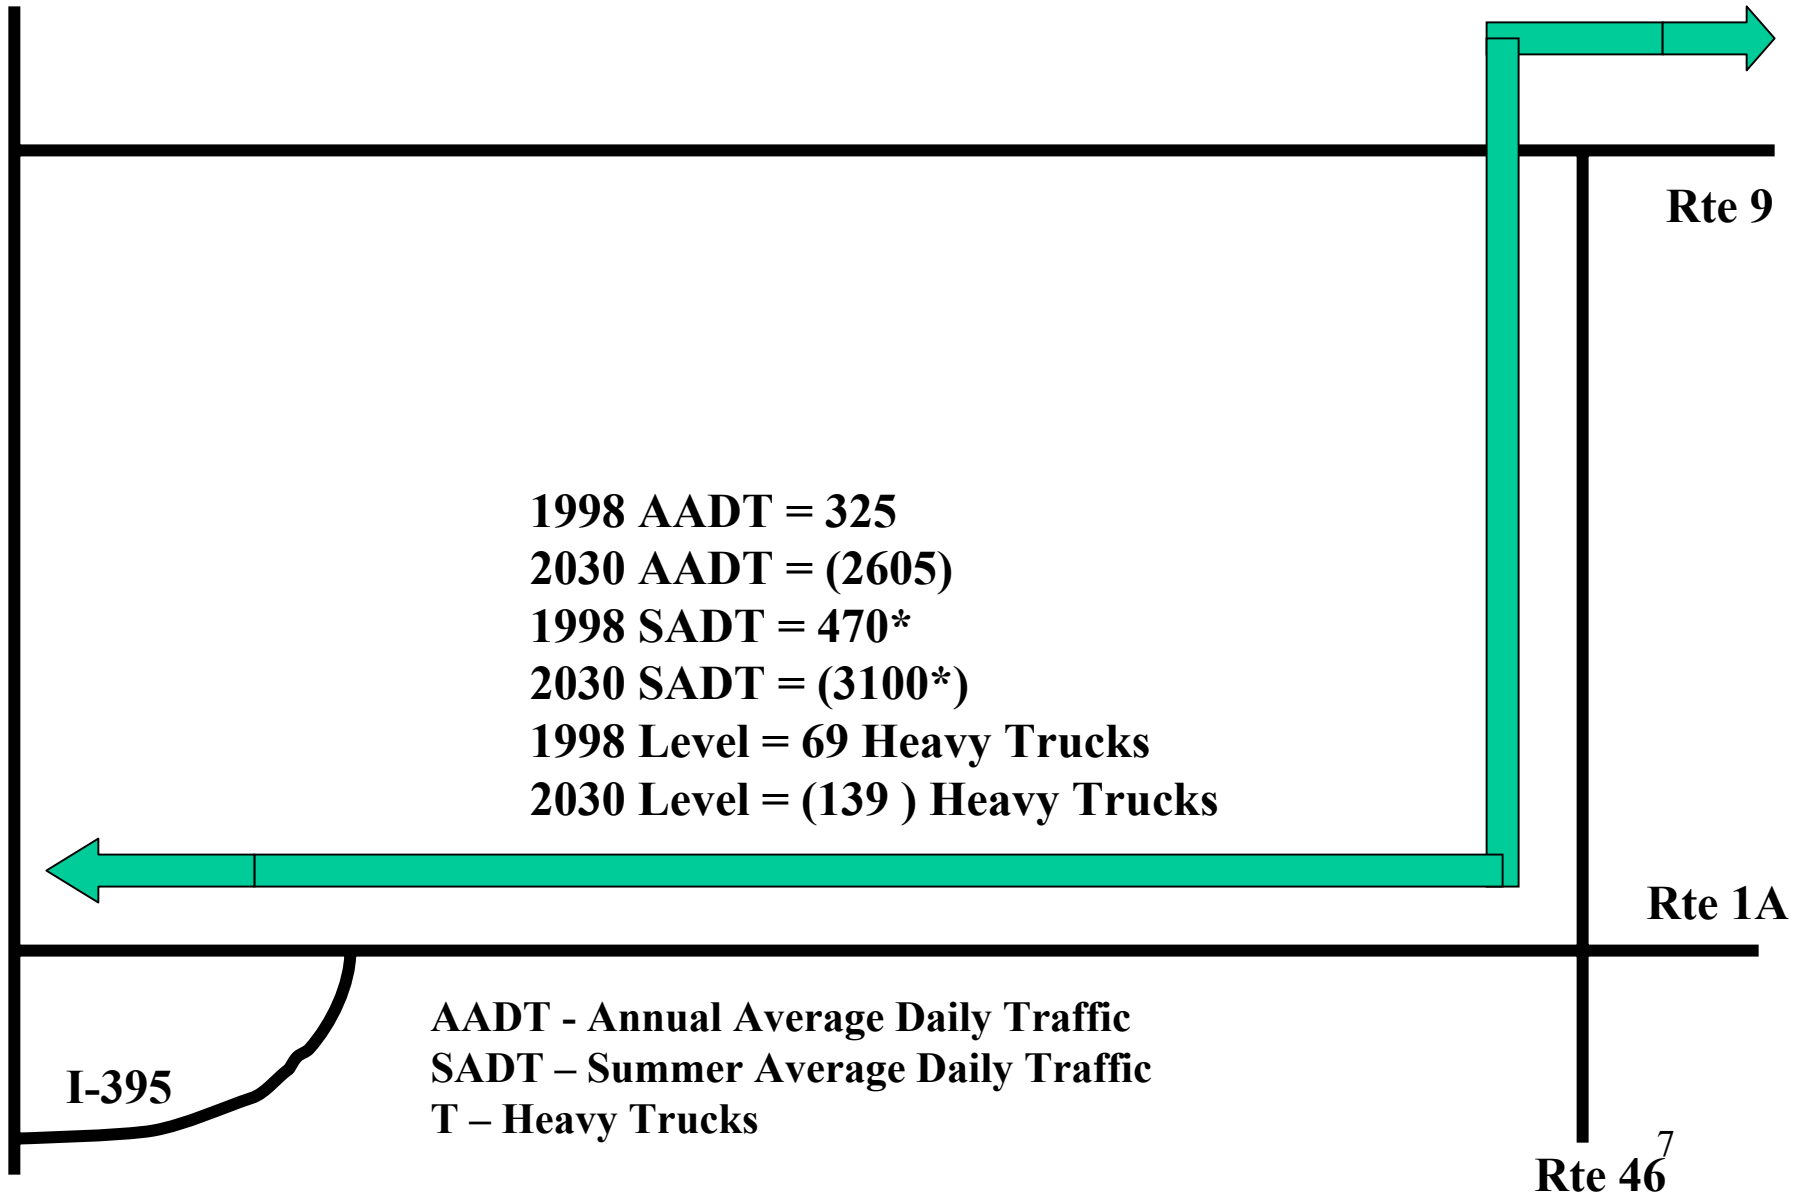 Rte 9
1998 AADT = 325
2030 AADT = (2605)
1998 SADT = 470*
2030 SADT = (3100*)
1998 Level = 69 Heavy Trucks
2030 Level = (139 ) Heavy Trucks
Rte 1A
AADT - Annual Average Daily Traffic
SADT – Summer Average Daily Traffic
T – Heavy Trucks
I-395
7
Rte 46